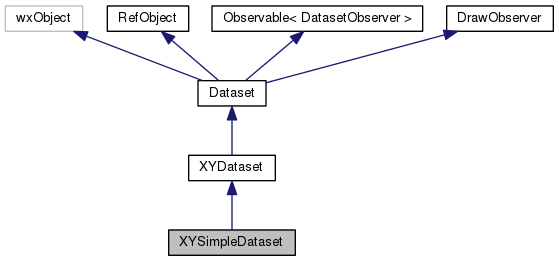 wxObject
RefObject
Observable< DatasetObserver >
DrawObserver
Dataset
XYDataset
XYSimpleDataset